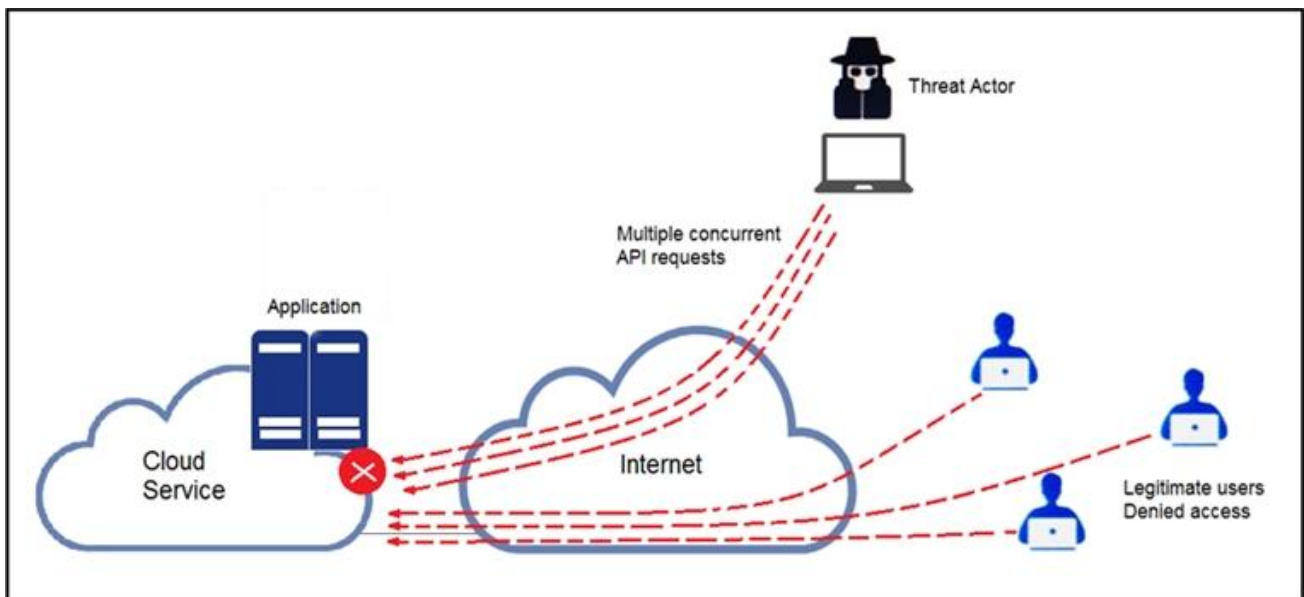 Threat Actor
Multiple concurrent
API requests
Application
Cloud
Service
Internet
Legitimate users
Denied access